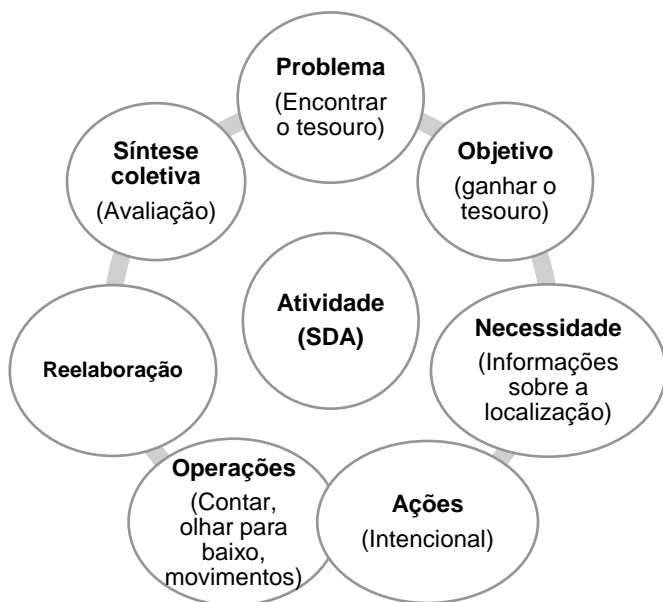 Problema
(Encontrar
o tesouro)
Objetivo
(ganhar o
tesouro)
Necessidade
(Informações
sobre a
localização)
Ações
(Intencional)
Operações
(Contar,
olhar para
baixo,
movimentos)
Reelaboração
Síntese
coletiva
(Avaliação)
Atividade
(SDA)